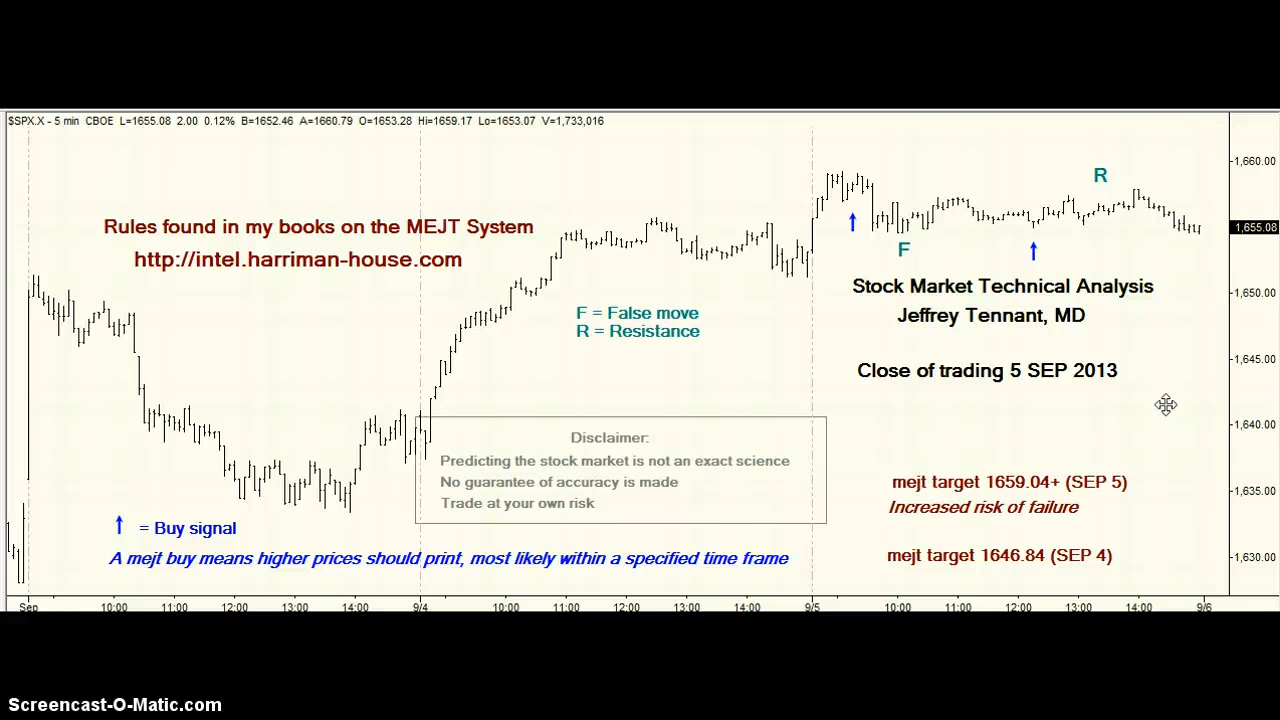 $SPX.X - 5 min CBOE L=1655.08 2.00 0.12% B=1652.46 A=1660.79 O=1653.28 Hi=1659.17 Lo=1653.07 V=1,733,016
1,660.00
R
Rules found in my books on the MEJT System
1,655.08
F
http://intel.harriman-house.com
Stock Market Technical Analysis
1,650.00
F = False move
Jeffrey Tennant, MD
R = Resistance
1,645.00
Close of trading 5 SEP 2013
1,640.00
Disclaimer:
Predicting the stock market is not an exact science
No guarantee of accuracy is made
Trade at your own risk
mejt target 1659.04+ (SEP 5)
1,635.00
Increased risk of failure
= Buy signal
A mejt buy means higher prices should print, most likely within a specified time frame
mejt target 1646.84 (SEP 4)
1,630.00
Sep 10:00 11:00 12:00 13:00 14:00 9/4 10:00 11:00 12:00 13:00 14:00 9/5 10:00 11:00 12:00 13:00 14:00 9/6
Screencast-O-Matic.com